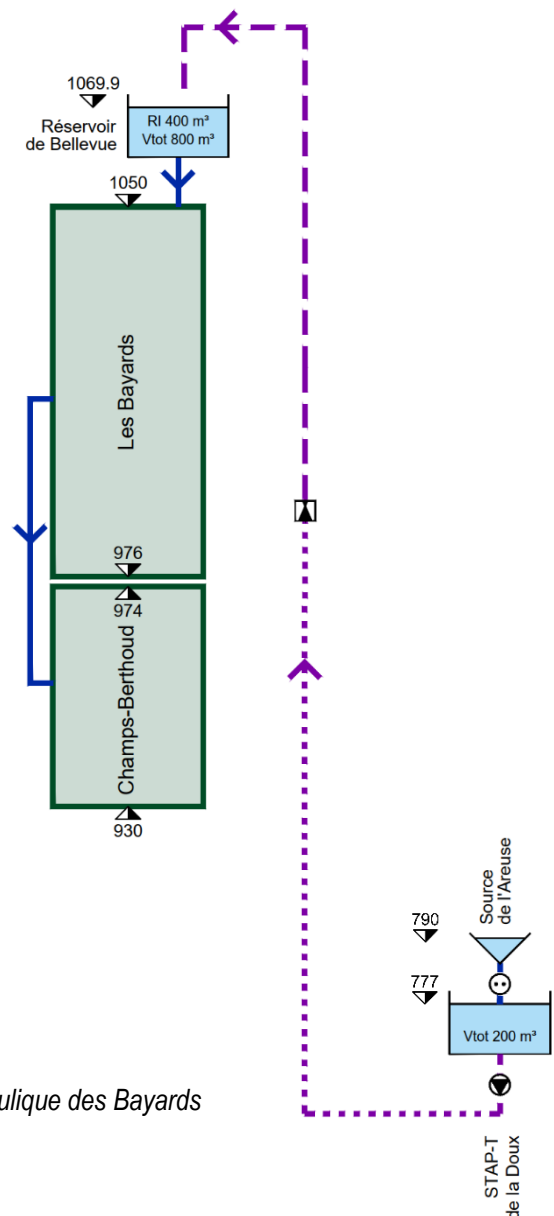 1069.9
Réservoir
de Bellevue
RI 400 m³
Vtot 800 m³
1050
Les Bayards
976
974
Champs-Berthoud
930
790
Source
de l'Areuse
777
Vtot 200 m³
ulique des Bayards
STAP-T
de la Doux